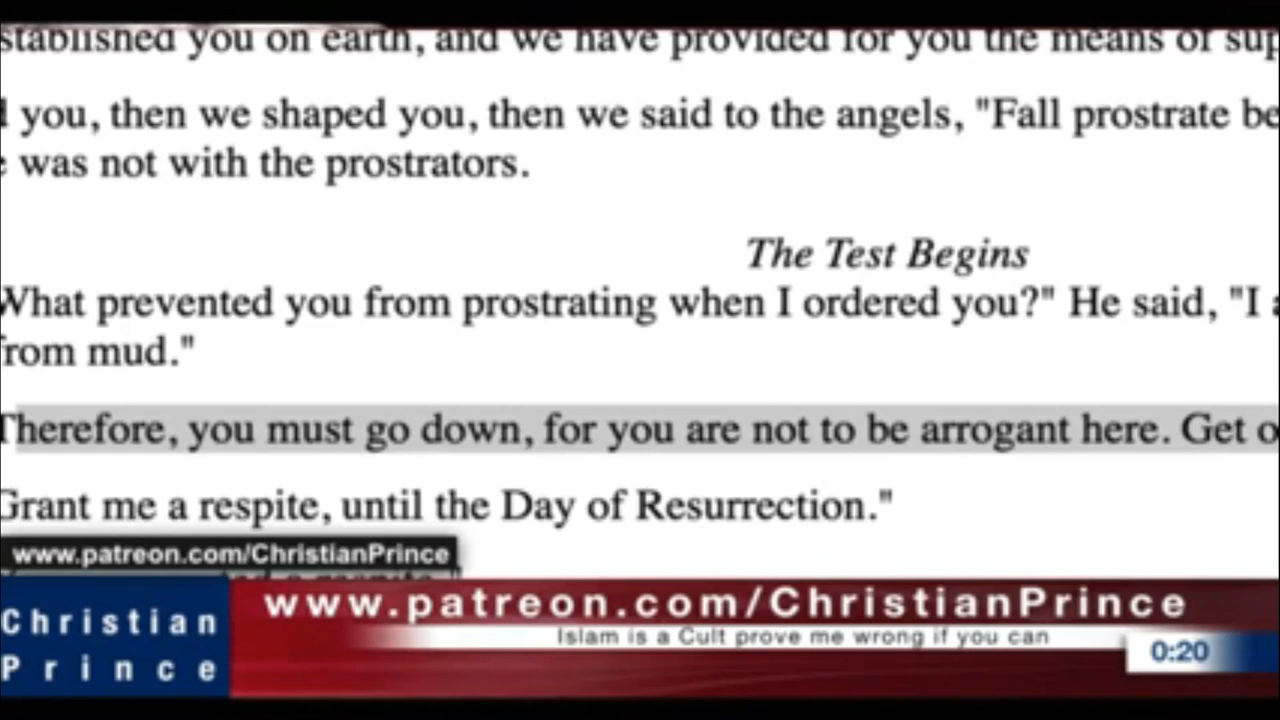 stablished you on earth, and we have provided for you the means of sup
you, then we shaped you, then we said to the angels, "Fall prostrate be
was not with the prostrators.
The Test Begins
What prevented you from prostrating when I ordered you?" He said, "I a
from mud."
Therefore, you must go down, for you are not to be arrogant here. Get o
Grant me a respite, until the Day of Resurrection."
www.patreon.com/ChristianPrince
a respite."
www.patreon.com/ChristianPrince
Islam is a Cult prove me wrong if you can
Christian
Prince
0:20